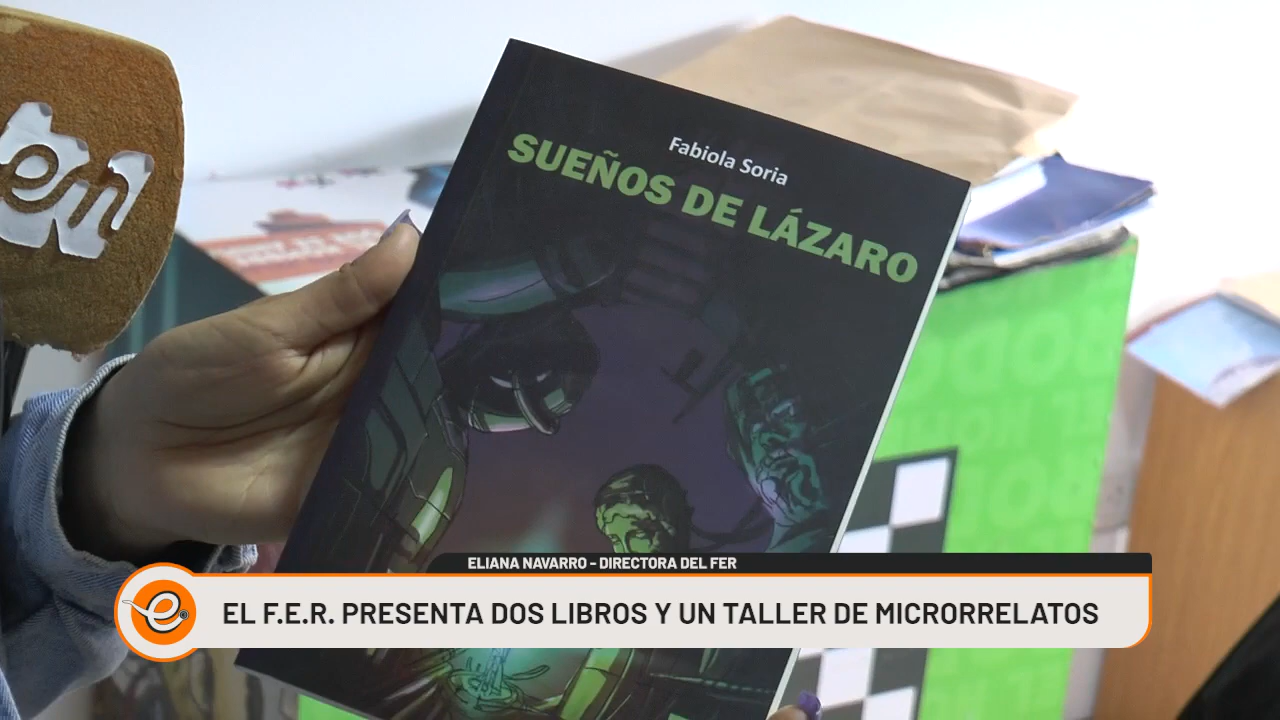 en
Fabiola Soria
SUEÑOS DE LÁZARO
ELIANA NAVARRO - DIRECTORA DEL FER
e
EL F.E.R. PRESENTA DOS LIBROS Y UN TALLER DE MICRORRELATOS